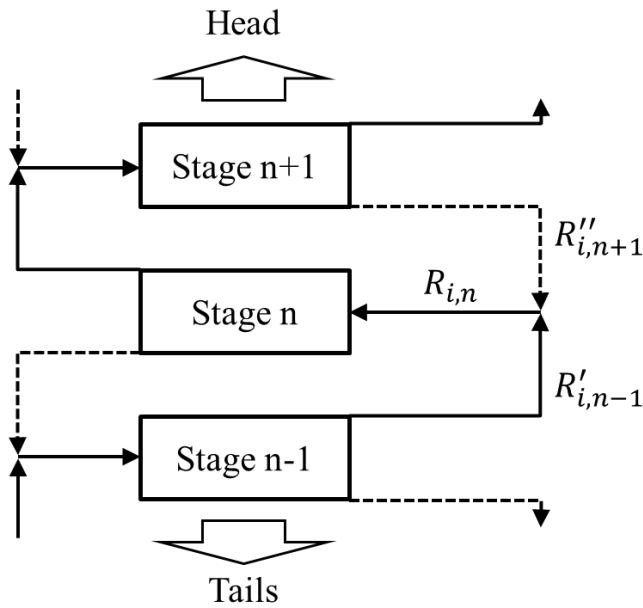 Head
Stage n+1
R''_{i,n+1}
R_{i,n}
Stage n
R'_{i,n-1}
Stage n-1
Tails